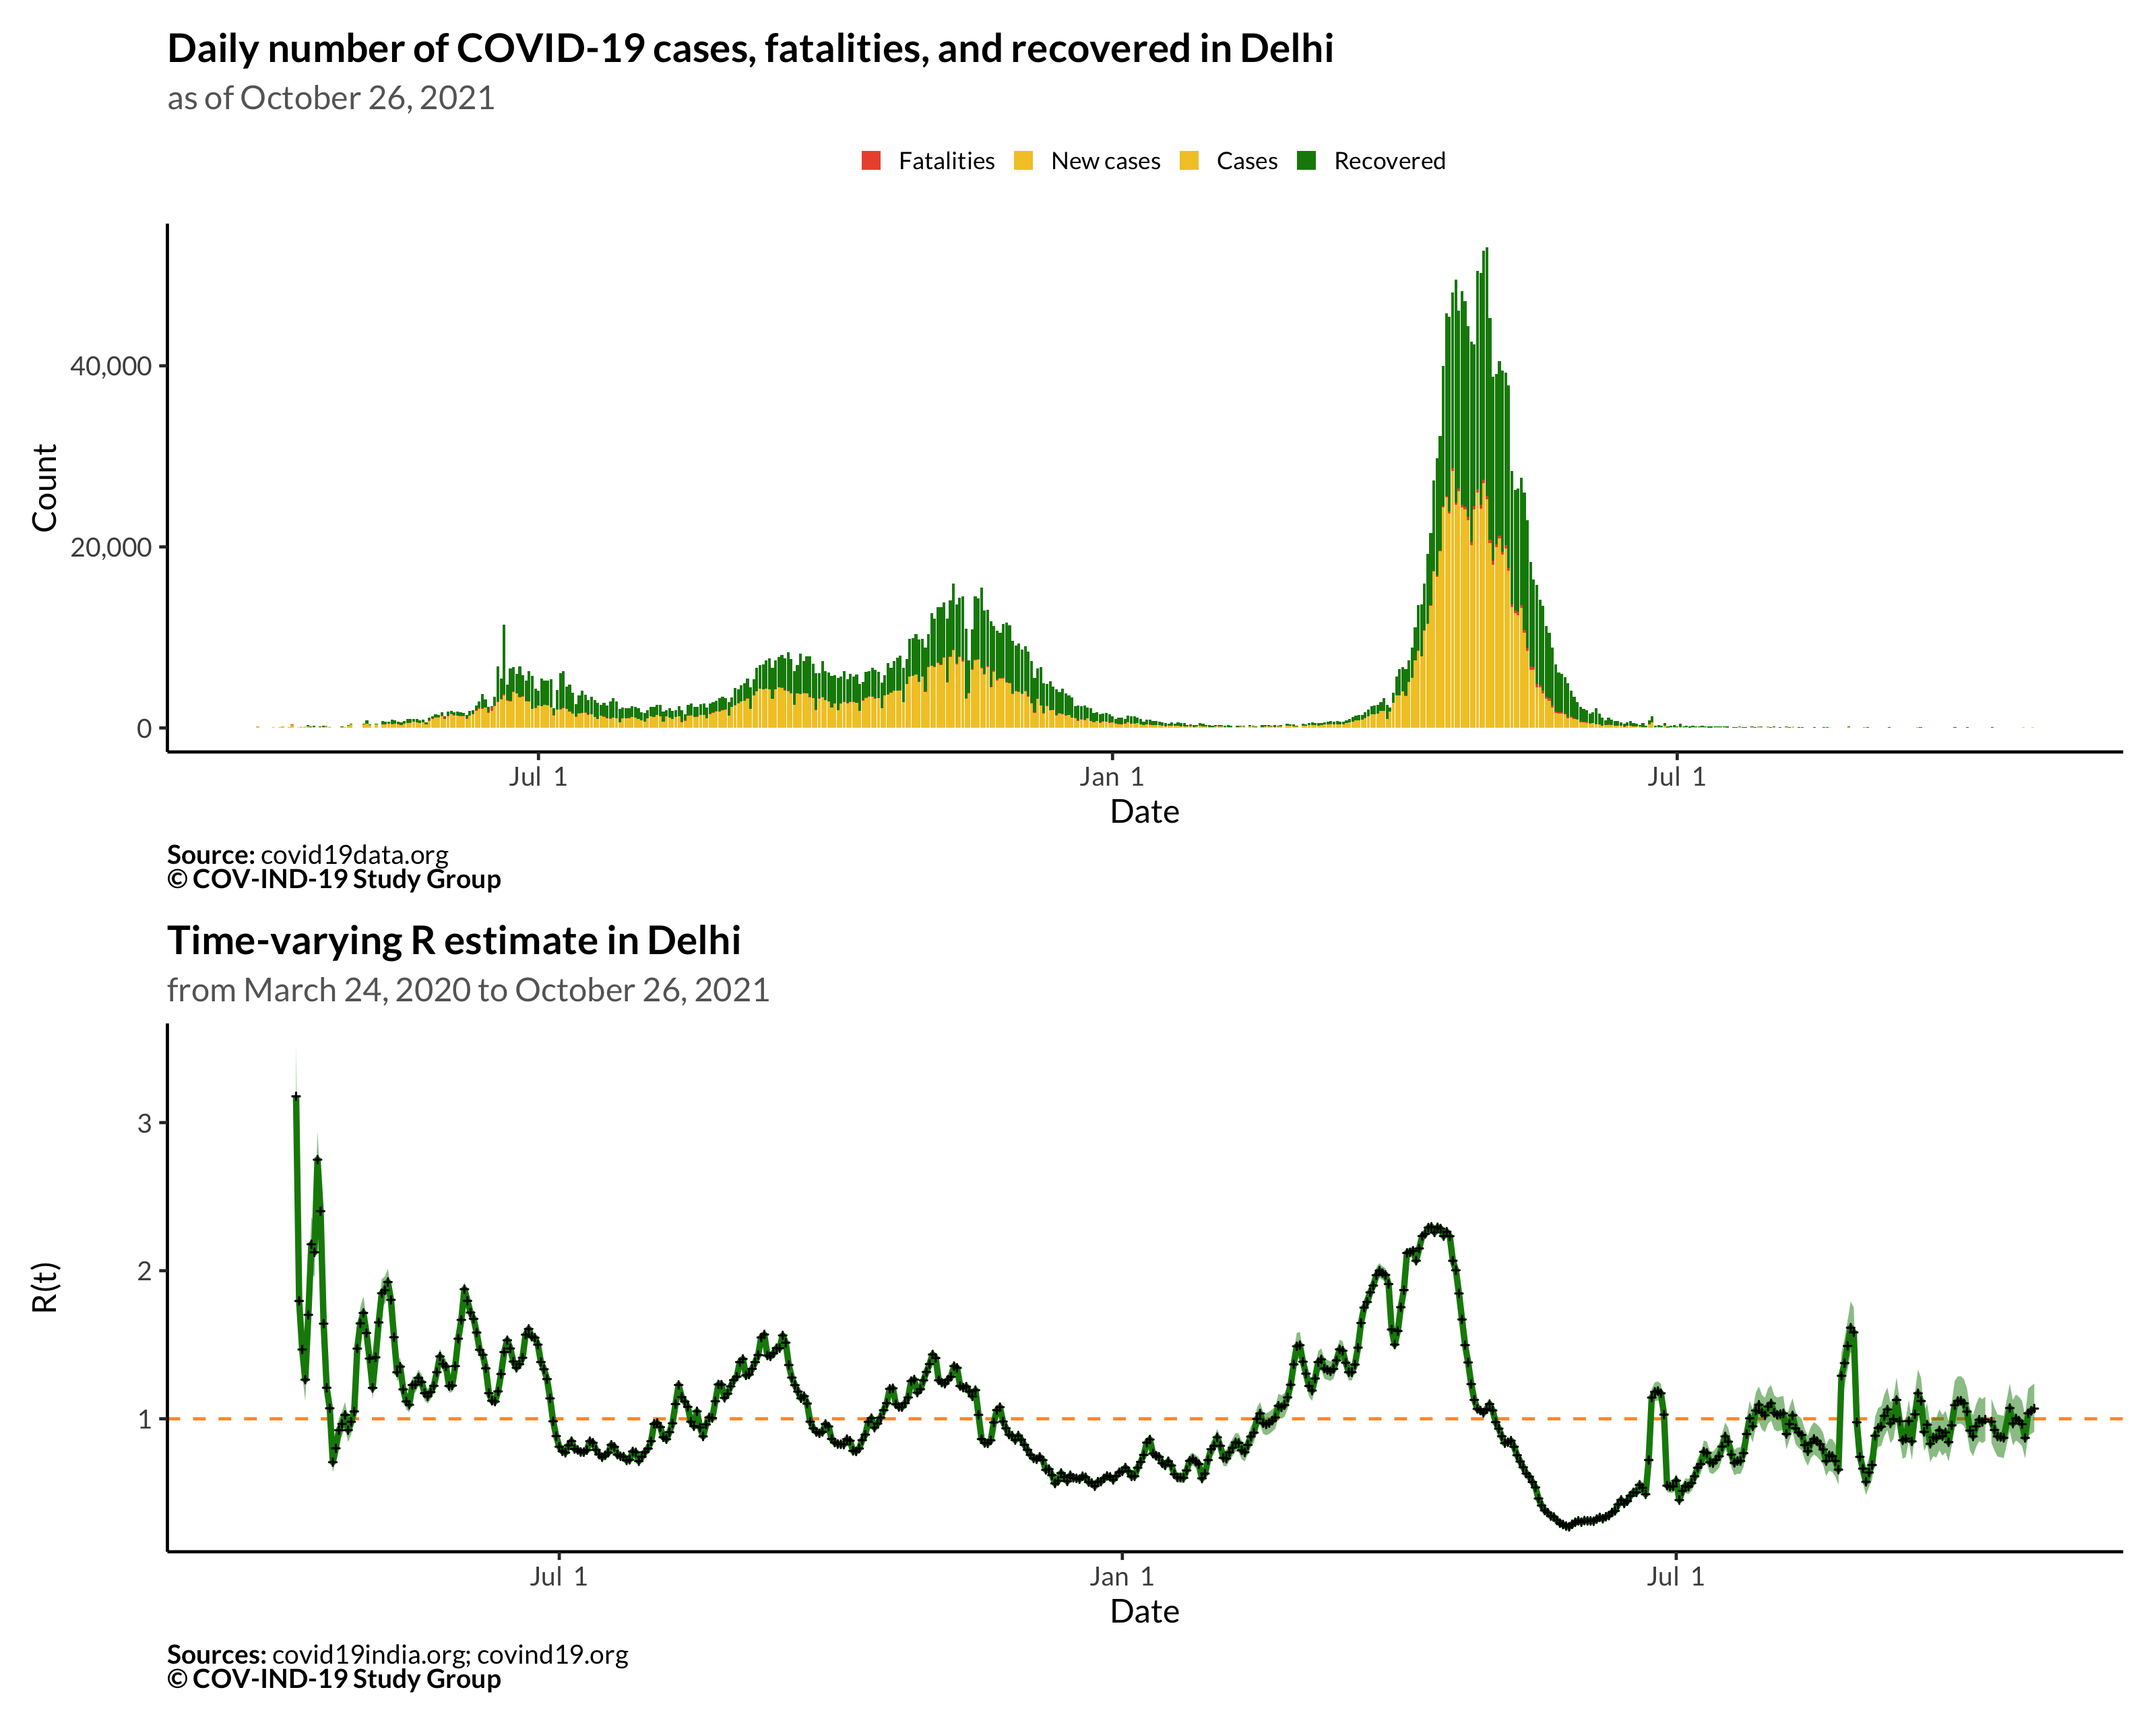 Daily number of COVID-19 cases, fatalities, and recovered in Delhi
as of October 26, 2021
Fatalities New cases Cases Recovered
Count
40,000
20,000
0
Jul 1 Jan 1 Jul 1
Date
Source: covid19data.org
© COV-IND-19 Study Group
Time-varying R estimate in Delhi
from March 24, 2020 to October 26, 2021
R(t)
3
2
1
Jul 1 Jan 1 Jul 1
Date
Sources: covid19india.org; covind19.org
© COV-IND-19 Study Group